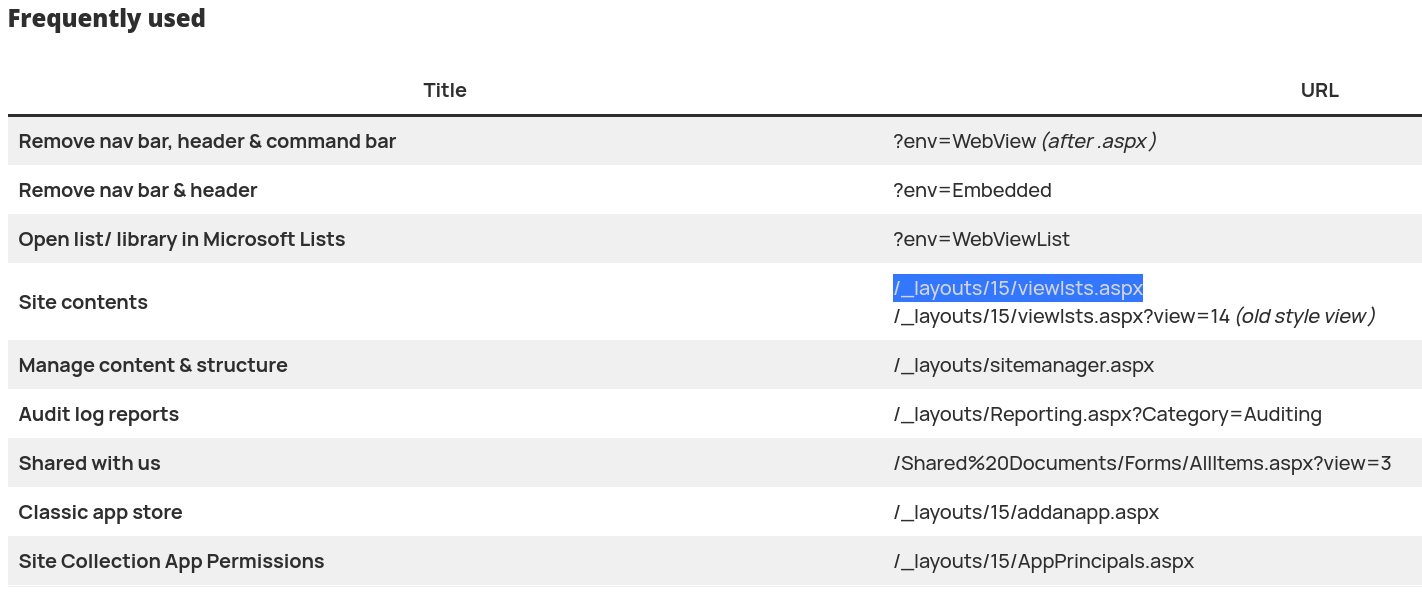 Frequently used
Title URL
Remove nav bar, header & command bar ?env=WebView (after .aspx)
Remove nav bar & header ?env=Embedded
Open list/ library in Microsoft Lists ?env=WebViewList
Site contents /_layouts/15/viewlsts.aspx
/_layouts/15/viewlsts.aspx?view=14 (old style view)
Manage content & structure /_layouts/sitemanager.aspx
Audit log reports /_layouts/Reporting.aspx?Category=Auditing
Shared with us /Shared%20Documents/Forms/AllItems.aspx?view=3
Classic app store /_layouts/15/addanapp.aspx
Site Collection App Permissions /_layouts/15/AppPrincipals.aspx